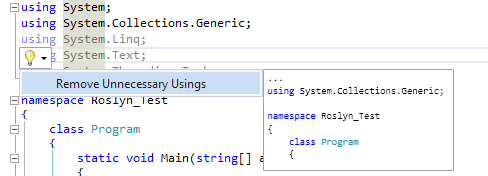 using System;
using System.Collections.Generic;
using System.Linq;
System.Text;
Remove Unnecessary Usings
namespace Roslyn_Test
{
class Program
{
static void Main(string[] a
{
...
using System.Collections.Generic;
namespace Roslyn_Test
{
class Program
{